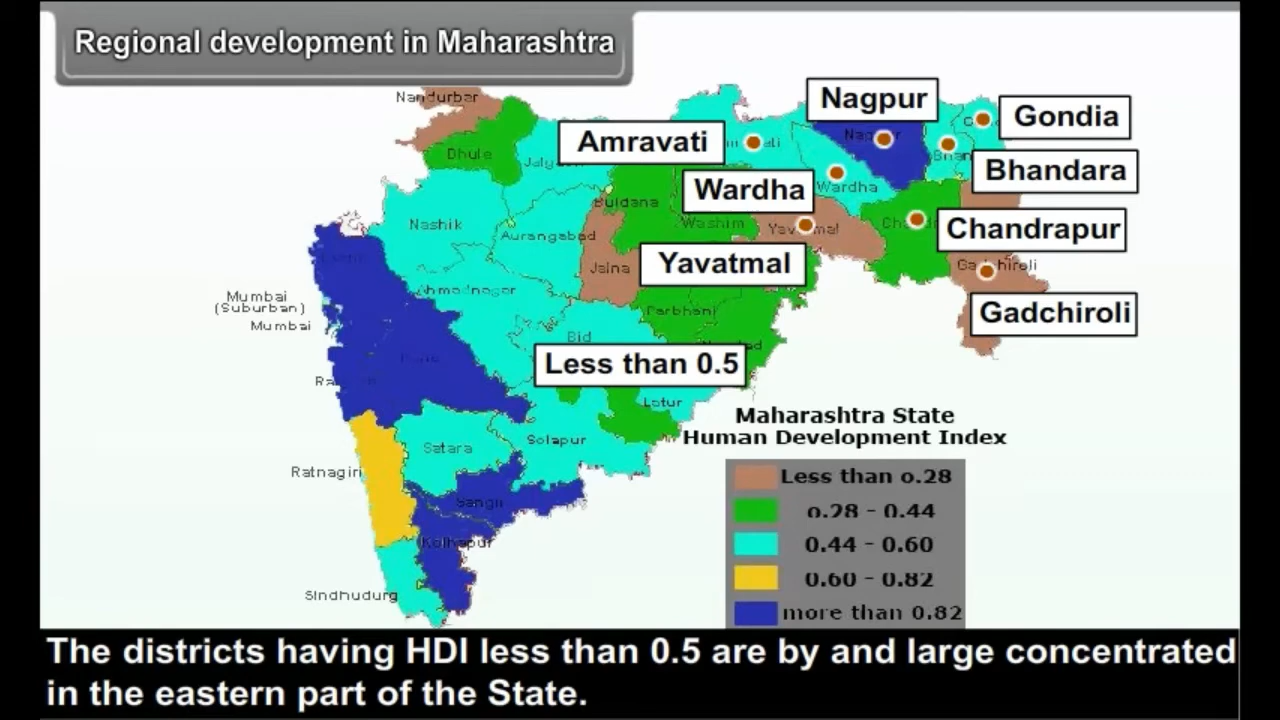 Regional development in Maharashtra
Nandurbar
Nagpur
Gondia
Amravati
Dhule
Bhandara
Wardha
Wardha
Buldana
Nashik
Washim
Chandrapur
Aurangabad
Yavatmal
Jalna
Gadchiroli
Ahmednagar
Mumbai
(Suburban)
Mumbai
Parbhani
Bid
Less than 0.5
Latur
Maharashtra State
Human Development Index
Solapur
Satara
Ratnagiri
Less than 0.28
Sangli
0.28 - 0.44
Kolhapur
0.44 - 0.60
0.60 - 0.82
Sindhudurg
more than 0.82
The districts having HDI less than 0.5 are by and large concentrated
in the eastern part of the State.